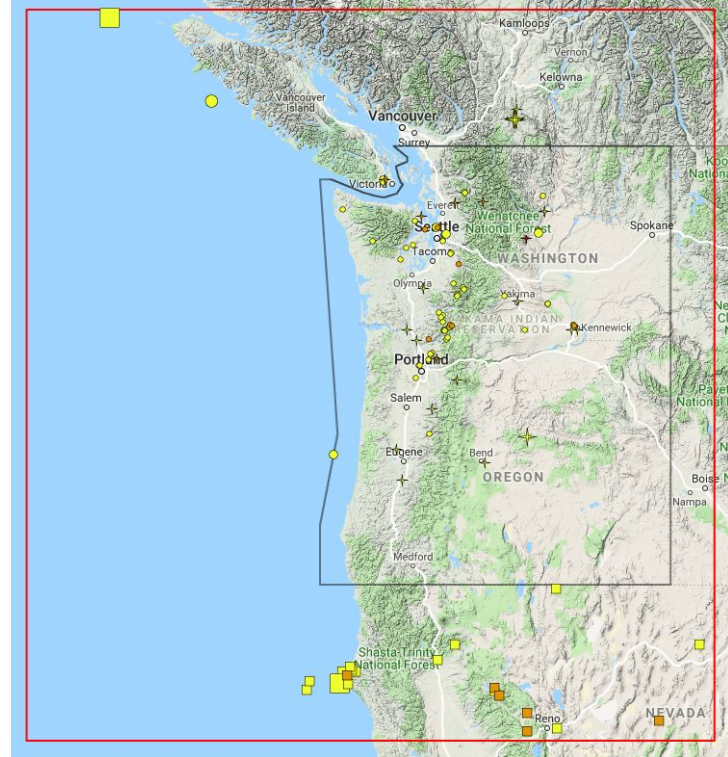 Kamloops
Vernon
Kelowna
Vancouver
Island
Vancouver
Surrey
Victoria
Everett
Wenatchee
National Forest
Spokane
Seattle
Tacoma
WASHINGTON
Olympia
Yakima
YAKAMA INDIAN
RESERVATION
Kennewick
Portland
Salem
Eugene
Bend
OREGON
Boise
Nampa
Medford
Shasta-Trinity
National Forest
Reno
NEVADA